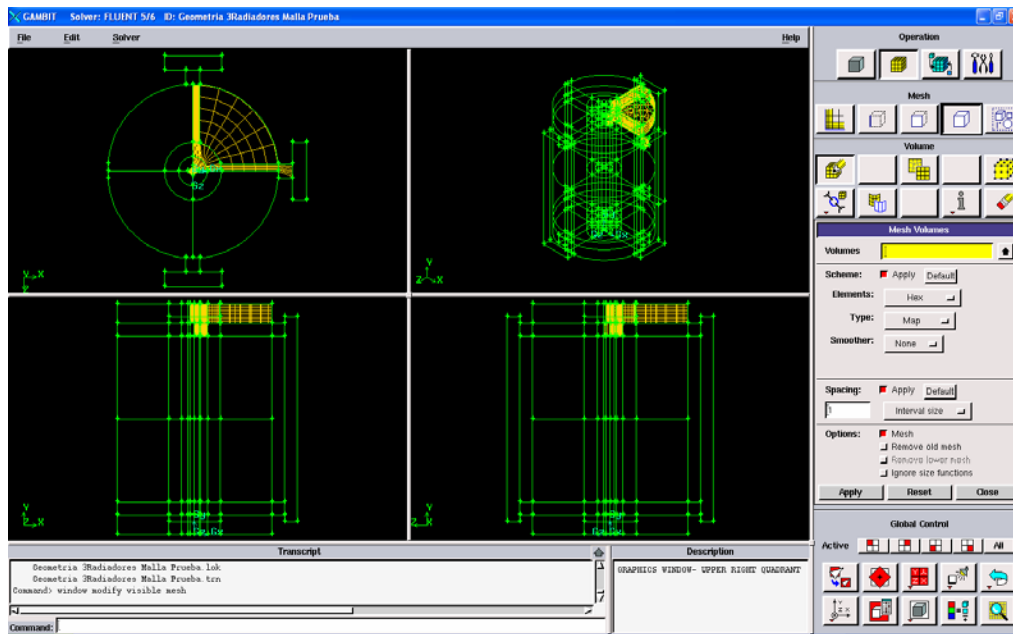 GAMBIT Solver: FLUENT 5/6 ID: Geometria 3Radiadores Malla Prueba
File Edit Solver Help
Operation
Mesh
Volume
Mesh Volumes
Volumes
Scheme: Apply Default
Elements: Hex
Type: Map
Smoother: None
Spacing: Apply Default
1 Interval size
Options: Mesh
Remove old mesh
Remove lower mesh
Ignore size functions
Apply Reset Close
Global Control
Active All
Transcript
Geometria 3Radiadores Malla Prueba.lok
Geometria 3Radiadores Malla Prueba.trn
Command> window modify visible mesh
Command:
Description
GRAPHICS WINDOW- UPPER RIGHT QUADRANT